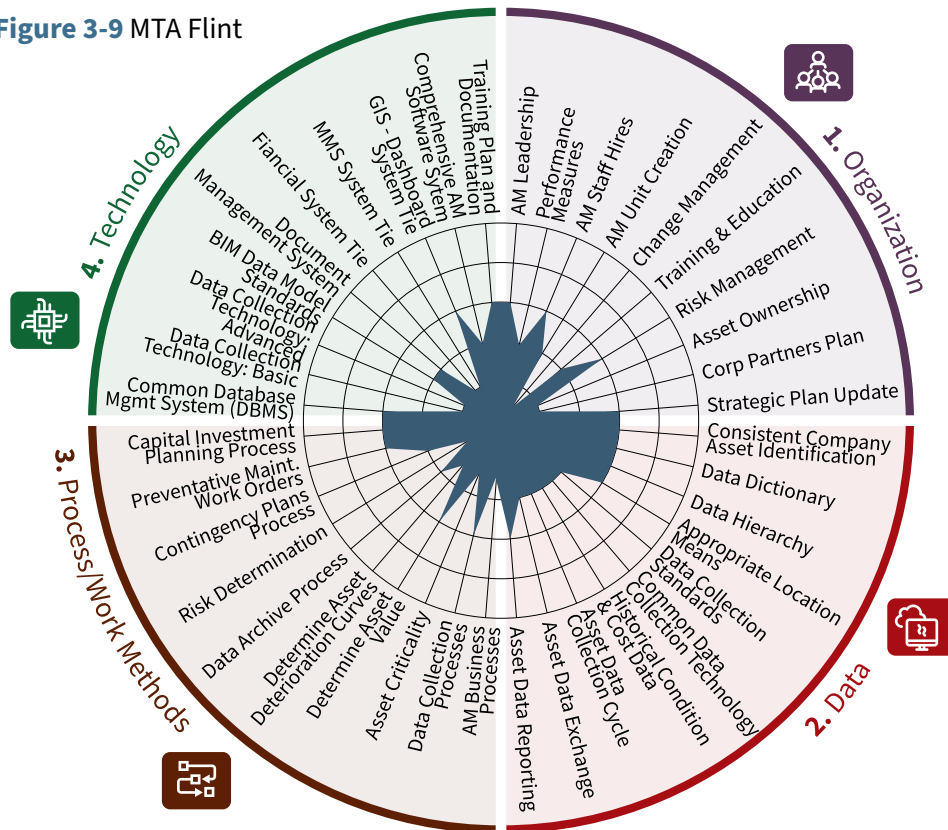 Figure 3-9 MTA Flint
1. Organization
AM Leadership
Performance
Measures
AM Staff Hires
AM Unit Creation
Change Management
Training & Education
Risk Management
Asset Ownership
Corp Partners Plan
Strategic Plan Update
2. Data
Consistent Company
Asset Identification
Data Dictionary
Data Hierarchy
Appropriate Location
Means
Data Collection
Standards
Common Data
Collection Technology
Historical Condition
& Cost Data
Asset Data
Collection Cycle
Asset Data Exchange
Asset Data Reporting
3. Process/Work Methods
AM Business
Processes
Data Collection
Processes
Asset Criticality
Determine Asset
Value
Determine Asset
Deterioration Curves
Data Archive Process
Risk Determination
Contingency Plans
Process
Preventative Maint.
Work Orders
Capital Investment
Planning Process
4. Technology
Common Database
Mgmt System (DBMS)
Data Collection
Technology: Basic
Data Collection
Technology:
Advanced
BIM Data Model
Standards
Document
Management System
Fiancial System Tie
MMS System Tie
GIS - Dashboard
System Tie
Comprehensive AM
Software Sytem
Training Plan and
Documentation